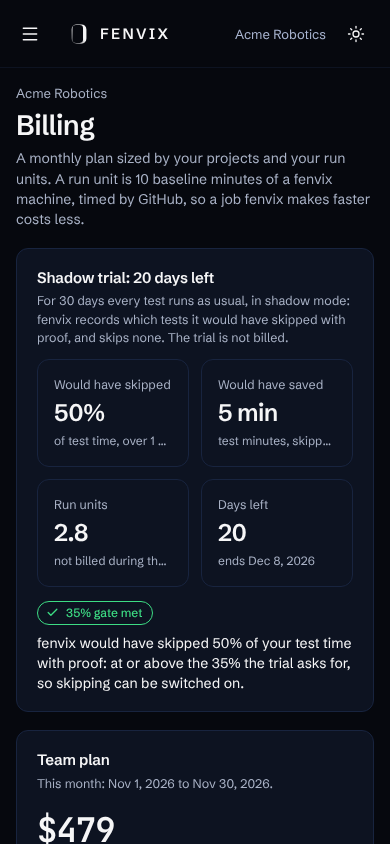 FENVIX
Acme Robotics
Acme Robotics
Billing
A monthly plan sized by your projects and your run
units. A run unit is 10 baseline minutes of a fenvix
machine, timed by GitHub, so a job fenvix makes faster
costs less.
Shadow trial: 20 days left
For 30 days every test runs as usual, in shadow mode:
fenvix records which tests it would have skipped with
proof, and skips none. The trial is not billed.
Would have skipped
50%
of test time, over 1 ...
Would have saved
5 min
test minutes, skipp...
Run units
2.8
not billed during th...
Days left
20
ends Dec 8, 2026
35% gate met
fenvix would have skipped 50% of your test time
with proof: at or above the 35% the trial asks for,
so skipping can be switched on.
Team plan
This month: Nov 1, 2026 to Nov 30, 2026.
$479